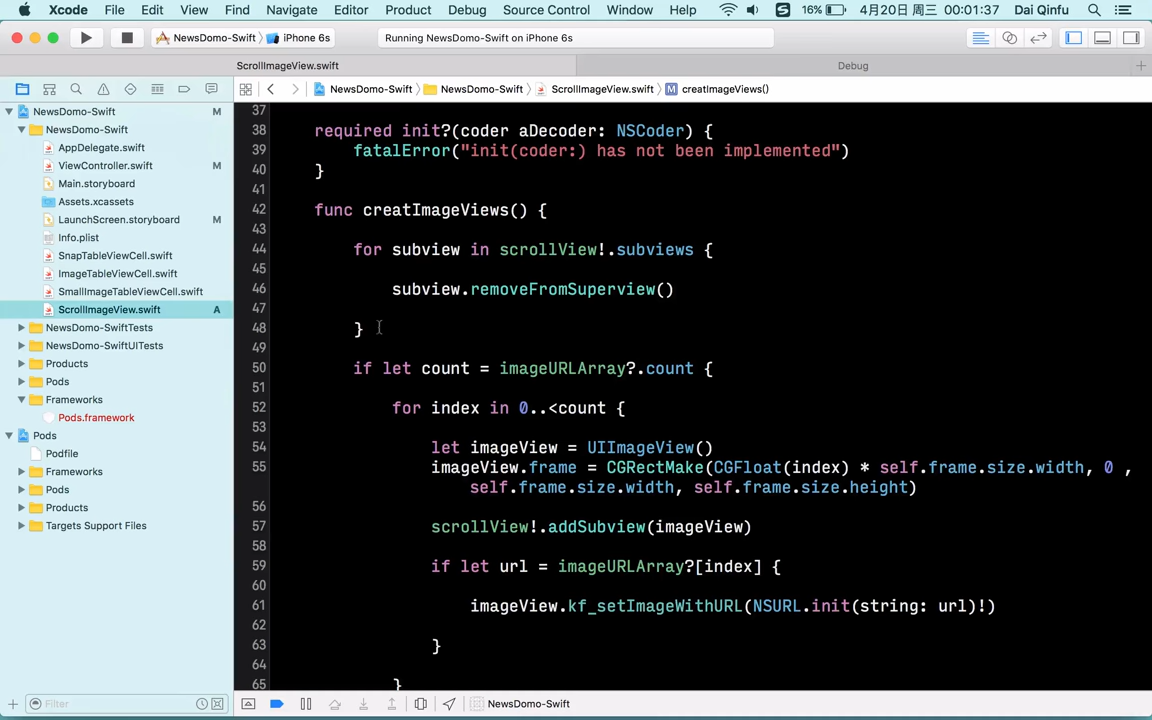 Xcode File Edit View Find Navigate Editor Product Debug Source Control Window Help 16% 4月20日 周三 00:01:37 Dai Qinfu
NewsDomo-Swift iPhone 6s Running NewsDomo-Swift on iPhone 6s
ScrollImageView.swift Debug
NewsDomo-Swift NewsDomo-Swift ScrollImageView.swift M creatImageViews()
NewsDomo-Swift M
NewsDomo-Swift
AppDelegate.swift
ViewController.swift M
Main.storyboard
Assets.xcassets
LaunchScreen.storyboard M
Info.plist
SnapTableViewCell.swift
ImageTableViewCell.swift
SmallImageTableViewCell.swift
ScrollImageView.swift A
NewsDomo-SwiftTests
NewsDomo-SwiftUITests
Products
Pods
Frameworks
Pods.framework
Pods
Podfile
Frameworks
Pods
Products
Targets Support Files
Filter
37
38 required init?(coder aDecoder: NSCoder) {
39 fatalError("init(coder:) has not been implemented")
40 }
41
42 func creatImageViews() {
43
44 for subview in scrollView!.subviews {
45
46 subview.removeFromSuperview()
47
48 }
49
50 if let count = imageURLArray?.count {
51
52 for index in 0..<count {
53
54 let imageView = UIImageView()
55 imageView.frame = CGRectMake(CGFloat(index) * self.frame.size.width, 0 ,
self.frame.size.width, self.frame.size.height)
56
57 scrollView!.addSubview(imageView)
58
59 if let url = imageURLArray?[index] {
60
61 imageView.kf_setImageWithURL(NSURL.init(string: url)!)
62
63 }
64
65 }
NewsDomo-Swift